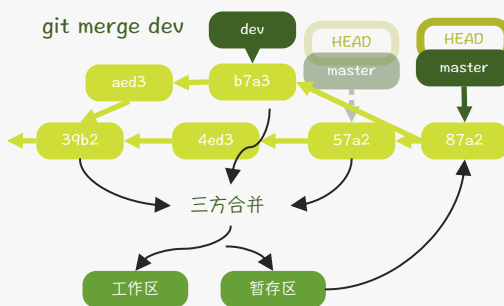 git merge dev
dev
HEAD
HEAD
master
master
aed3
b7a3
39b2
4ed3
57a2
87a2
三方合并
工作区
暂存区